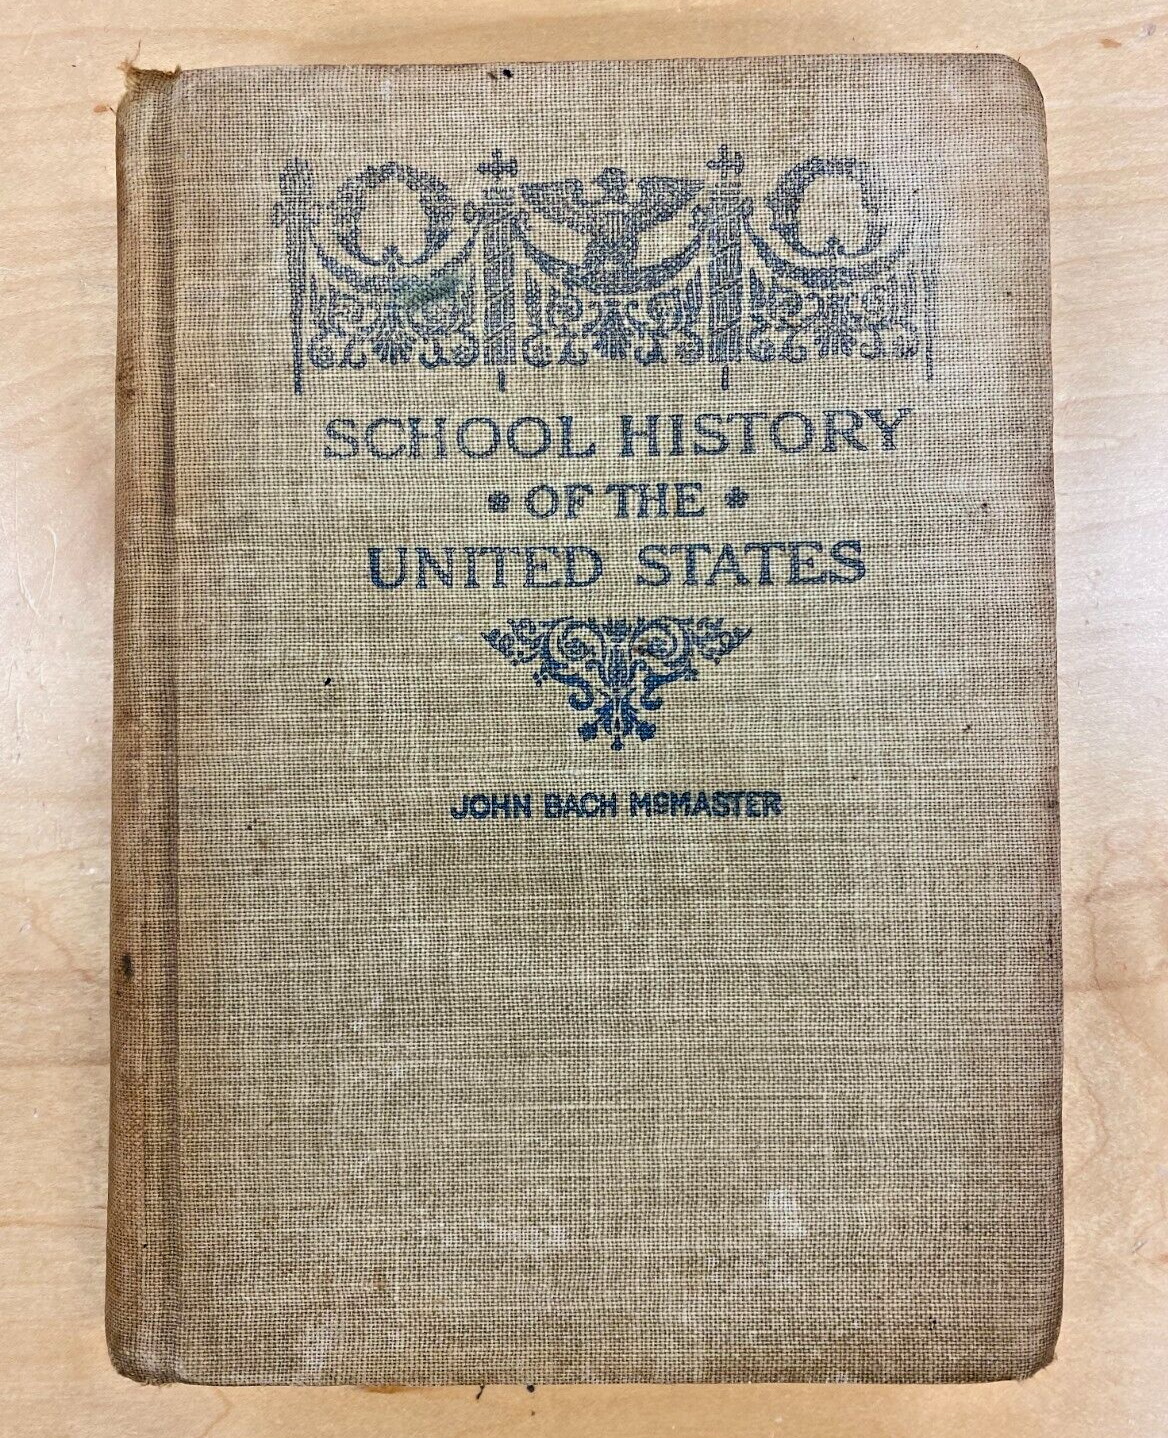 SCHOOL HISTORY
* OF THE *
UNITED STATES
JOHN BACH McMASTER